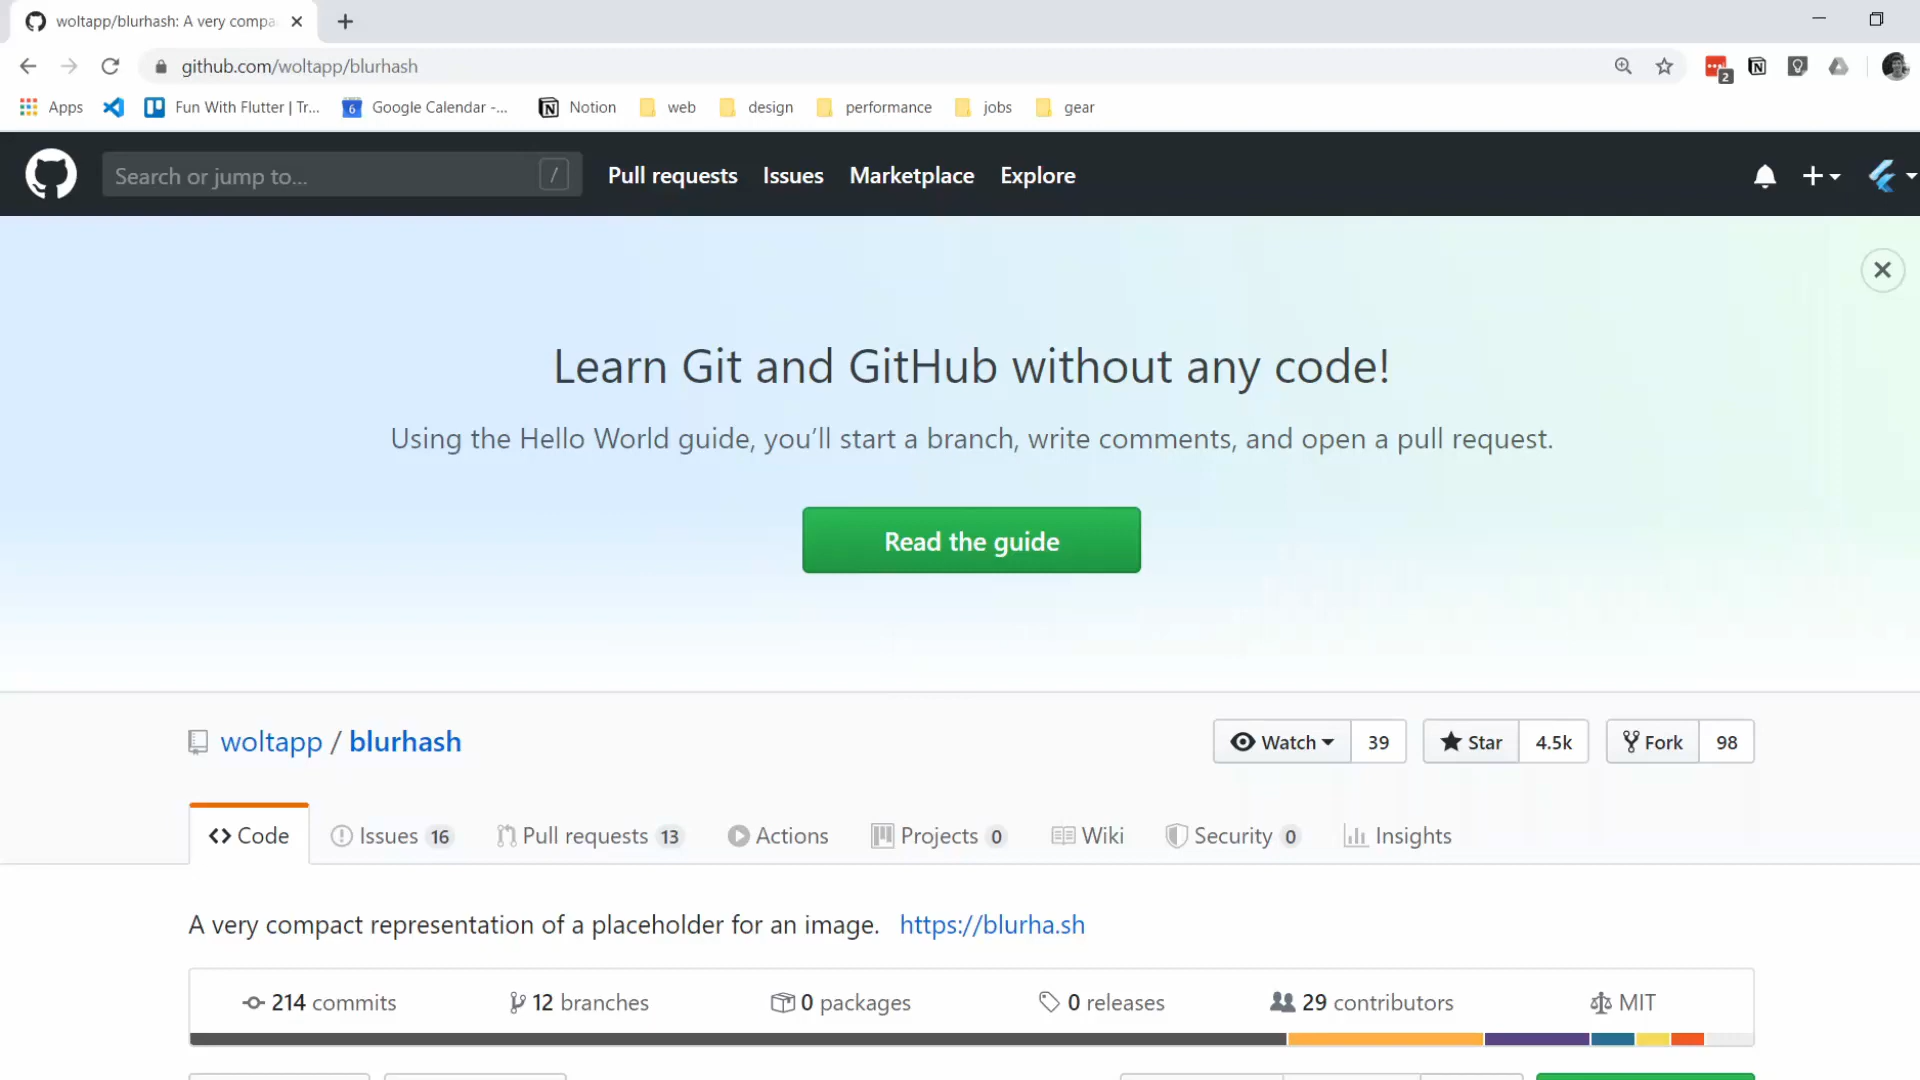 woltapp/blurhash: A very compa
github.com/woltapp/blurhash
2
Apps
Fun With Flutter | Tr...
6
Google Calendar -...
Notion
web
design
performance
jobs
gear
Search or jump to...
/
Pull requests
Issues
Marketplace
Explore
Learn Git and GitHub without any code!
Using the Hello World guide, you’ll start a branch, write comments, and open a pull request.
Read the guide
woltapp / blurhash
Watch 39
Star 4.5k
Fork 98
Code
Issues 16
Pull requests 13
Actions
Projects 0
Wiki
Security 0
Insights
A very compact representation of a placeholder for an image. https://blurha.sh
214 commits
12 branches
0 packages
0 releases
29 contributors
MIT